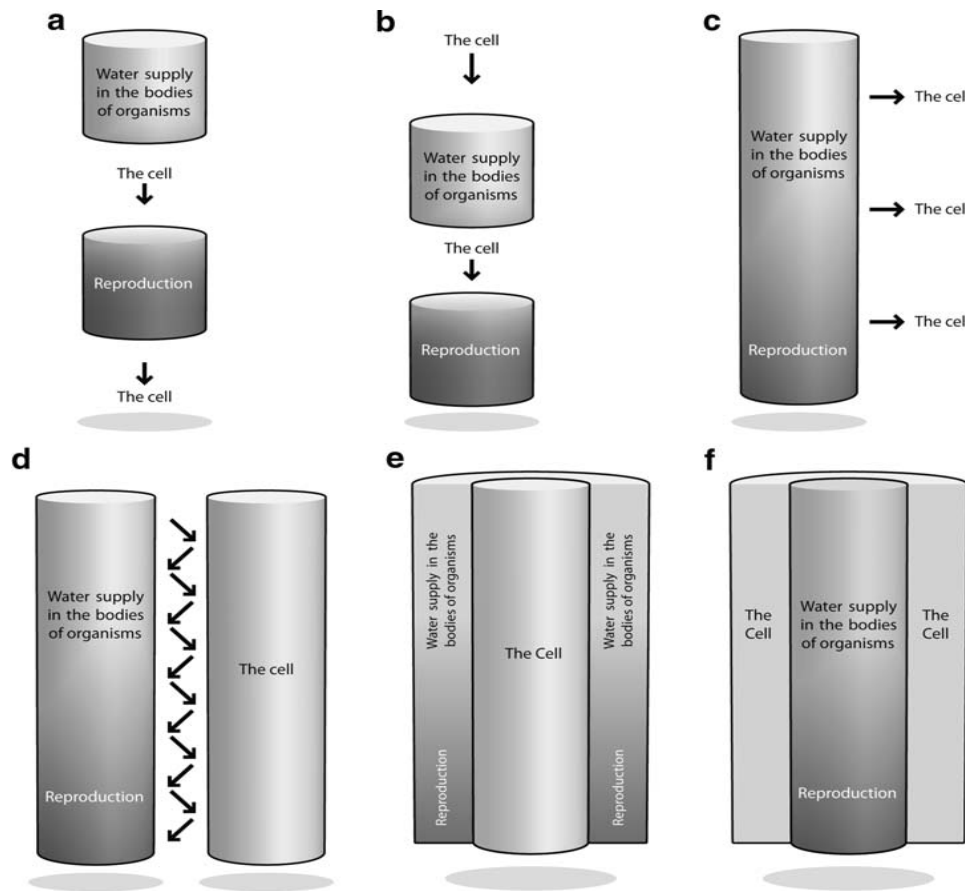 a
Water supply
in the bodies
of organisms
The cell
Reproduction
The cell
b
The cell
Water supply
in the bodies
of organisms
The cell
Reproduction
c
Water supply
in the bodies
of organisms
Reproduction
The cell
The cell
The cell
d
Water supply
in the bodies
of organisms
Reproduction
The cell
e
Water supply in the
bodies of organisms
Reproduction
The Cell
Water supply in the
bodies of organisms
Reproduction
f
The
Cell
Water supply
in the bodies
of organisms
Reproduction
The
Cell